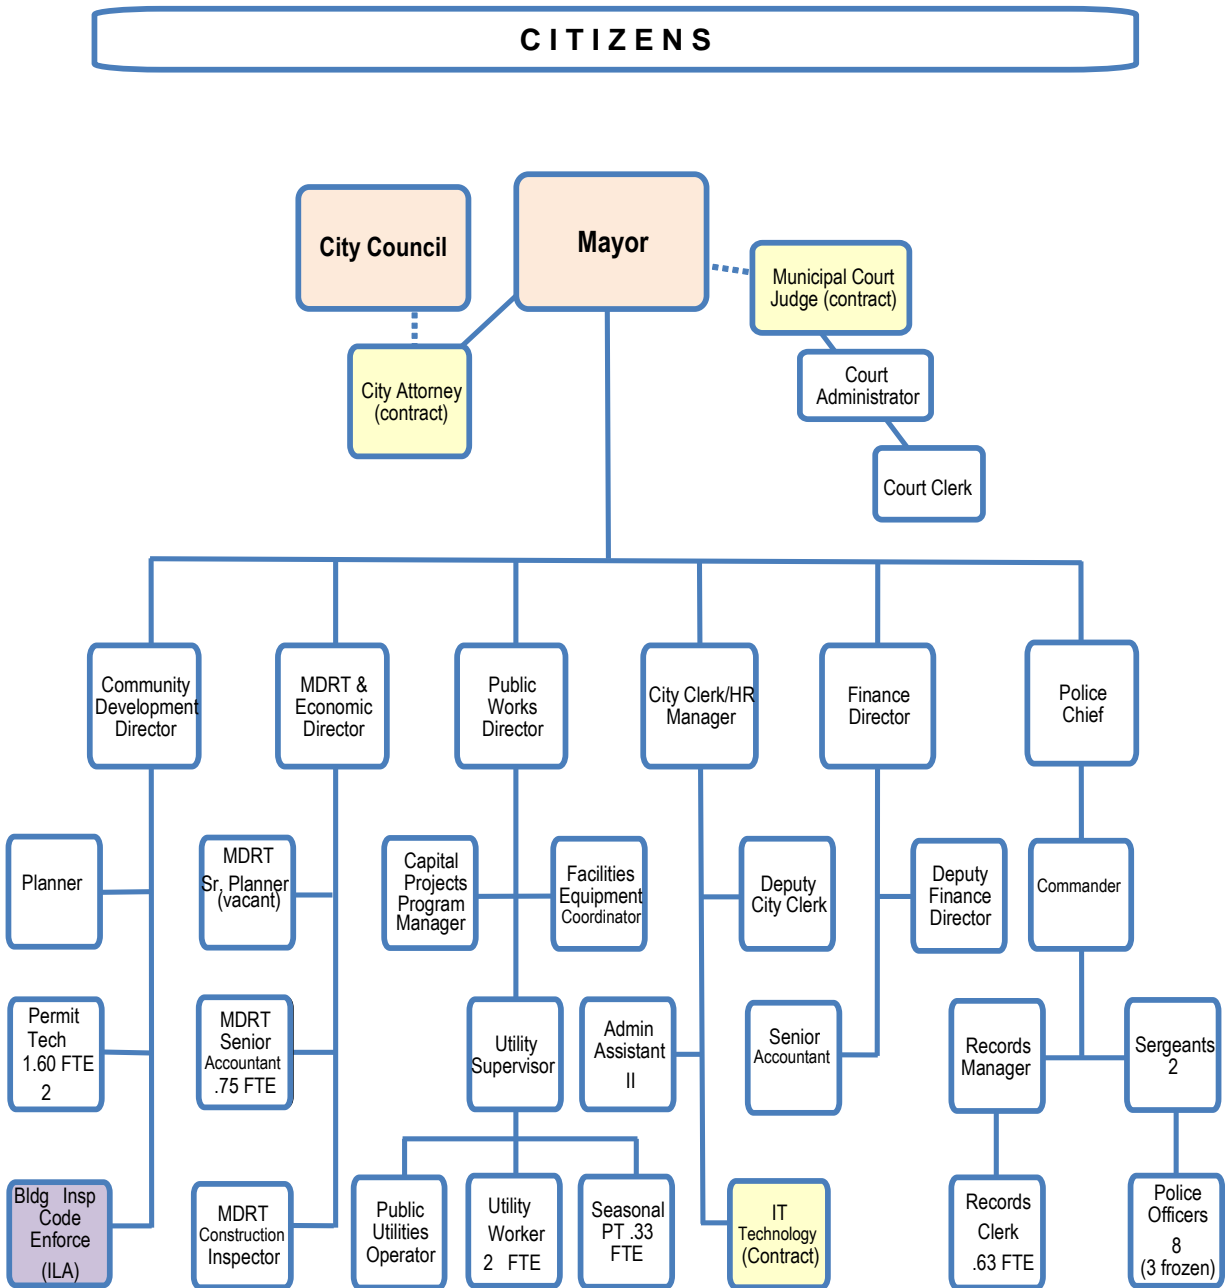 CITIZENS
City Council
Mayor
Municipal Court
Judge (contract)
City Attorney
(contract)
Court
Administrator
Court Clerk
Community
Development
Director
MDRT &
Economic
Director
Public
Works
Director
City Clerk/HR
Manager
Finance
Director
Police
Chief
Planner
MDRT
Sr. Planner
(vacant)
Capital
Projects
Program
Manager
Facilities
Equipment
Coordinator
Deputy
City Clerk
Deputy
Finance
Director
Commander
Permit
Tech
1.60 FTE
2
MDRT
Senior
Accountant
.75 FTE
Utility
Supervisor
Admin
Assistant
II
Senior
Accountant
Records
Manager
Sergeants
2
Bldg Insp
Code
Enforce
(ILA)
MDRT
Construction
Inspector
Public
Utilities
Operator
Utility
Worker
2 FTE
Seasonal
PT .33
FTE
IT
Technology
(Contract)
Records
Clerk
.63 FTE
Police
Officers
8
(3 frozen)